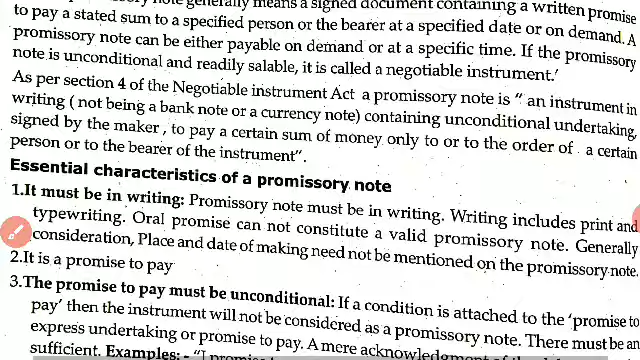 note generally means a signed document containing a written promise
to pay a stated sum to a specified person or the bearer at a specified date or on demand. A
promissory note can be either payable on demand or at a specific time. If the promissory
note is unconditional and readily salable, it is called a negotiable instrument.'
As per section 4 of the Negotiable instrument Act a promissory note is " an instrument in
writing ( not being a bank note or a currency note) containing unconditional undertaking,
signed by the maker , to pay a certain sum of money only to or to the order of . a certain
person or to the bearer of the instrument".
Essential characteristics of a promissory note
1.It must be in writing: Promissory note must be in writing. Writing includes print and
typewriting. Oral promise can not constitute a valid promissory note. Generally
consideration, Place and date of making need not be mentioned on the promissory note.
2.It is a promise to pay
3.The promise to pay must be unconditional: If a condition is attached to the 'promise to
pay' then the instrument will not be considered as a promissory note. There must be an
express undertaking or promise to pay. A mere acknowledgment
sufficient. Examples: - "I promise